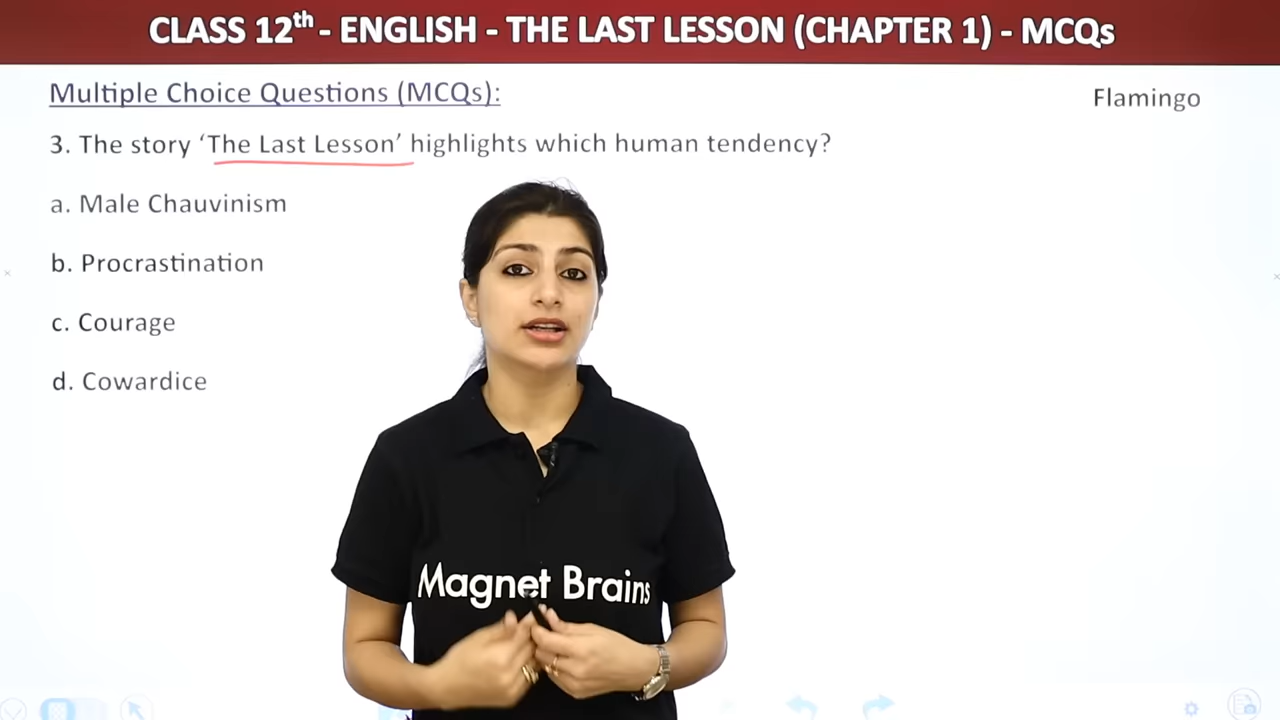 CLASS 12th - ENGLISH - THE LAST LESSON (CHAPTER 1) - MCQs
Multiple Choice Questions (MCQs):
Flamingo
3. The story ‘The Last Lesson’ highlights which human tendency?
a. Male Chauvinism
b. Procrastination
c. Courage
d. Cowardice
Magnet Brains